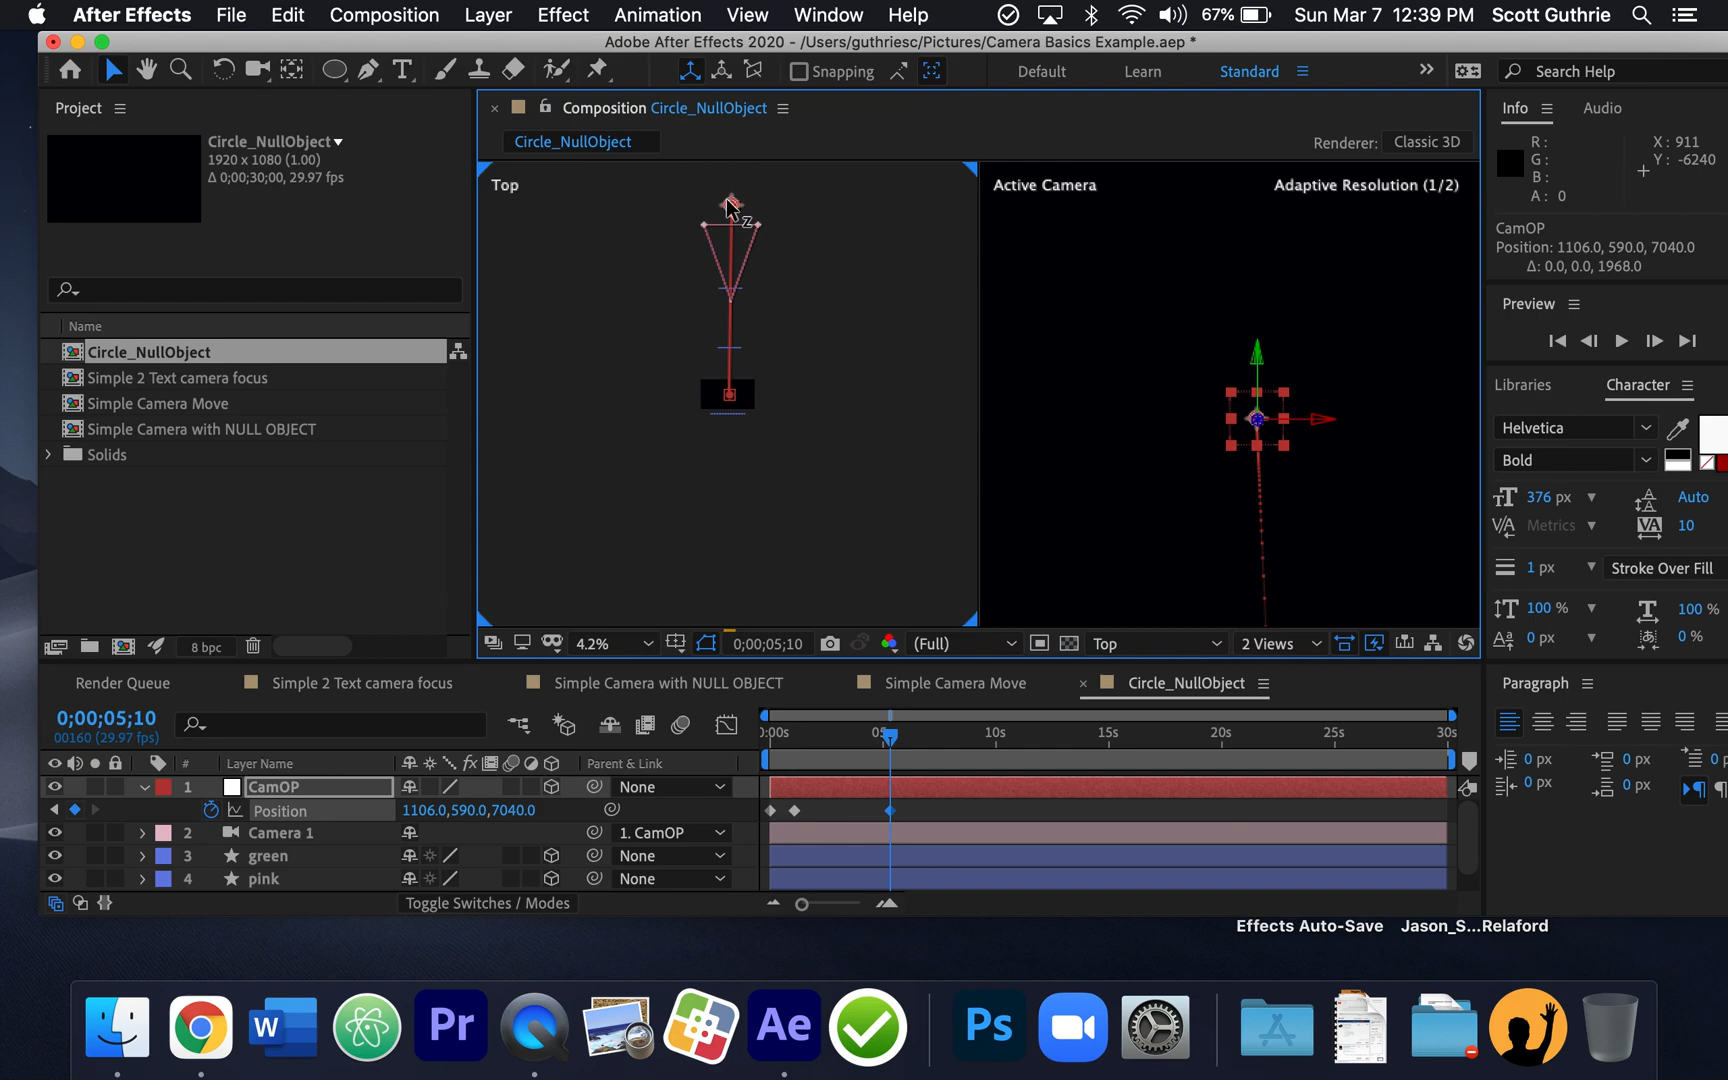 After Effects File Edit Composition Layer Effect Animation View Window Help 67% Sun Mar 7 12:39 PM Scott Guthrie
Adobe After Effects 2020 - /Users/guthriesc/Pictures/Camera Basics Example.aep *
Snapping Default Learn Standard Search Help
Project
Circle_NullObject
1920 x 1080 (1.00)
Δ 0;00;30;00, 29.97 fps
Name
Circle_NullObject
Simple 2 Text camera focus
Simple Camera Move
Simple Camera with NULL OBJECT
Solids
8 bpc
Composition Circle_NullObject
Circle_NullObject
Renderer: Classic 3D
Top
Z
Active Camera
Adaptive Resolution (1/2)
4.2% 0;00;05;10 (Full) Top 2 Views
Info Audio
R: X : 911
G: Y : -6240
B:
A : 0
CamOP
Position: 1106.0, 590.0, 7040.0
Δ: 0.0, 0.0, 1968.0
Preview
Libraries Character
Helvetica
Bold
376 px Auto
Metrics 10
1 px Stroke Over Fill
100 % 100 %
0 px 0 %
Paragraph
0 px 0 px 0 p
0 px 0 px
Render Queue Simple 2 Text camera focus Simple Camera with NULL OBJECT Simple Camera Move Circle_NullObject
0;00;05;10
00160 (29.97 fps)
):00s 05 10s 15s 20s 25s 30s
# Layer Name Parent & Link
1 CamOP None
Position 1106.0,590.0,7040.0
2 Camera 1 1. CamOP
3 green None
4 pink None
Toggle Switches / Modes
Effects Auto-Save Jason_S...Relaford
W Pr Ae Ps